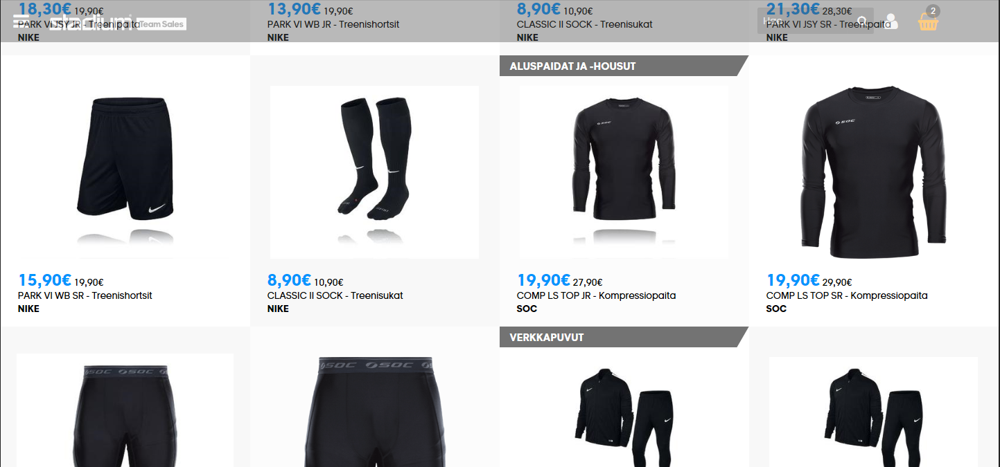 18,30€ 19,90€
PARK VI JSY JR - Treenipaita
NIKE
13,90€ 19,90€
PARK VI WB JR - Treenishortsit
NIKE
8,90€ 10,90€
CLASSIC II SOCK - Treenisukat
NIKE
21,30€ 28,30€
PARK VI JSY SR - Treenipaita
NIKE
stadium Team Sales
2
ALUSPAIDAT JA -HOUSUT
SOC
SOC
15,90€ 19,90€
PARK VI WB SR - Treenishortsit
NIKE
8,90€ 10,90€
CLASSIC II SOCK - Treenisukat
NIKE
19,90€ 27,90€
COMP LS TOP JR - Kompressiopaita
SOC
19,90€ 29,90€
COMP LS TOP SR - Kompressiopaita
SOC
VERKKAPUVUT
SOC SOC SOC
SOC SOC